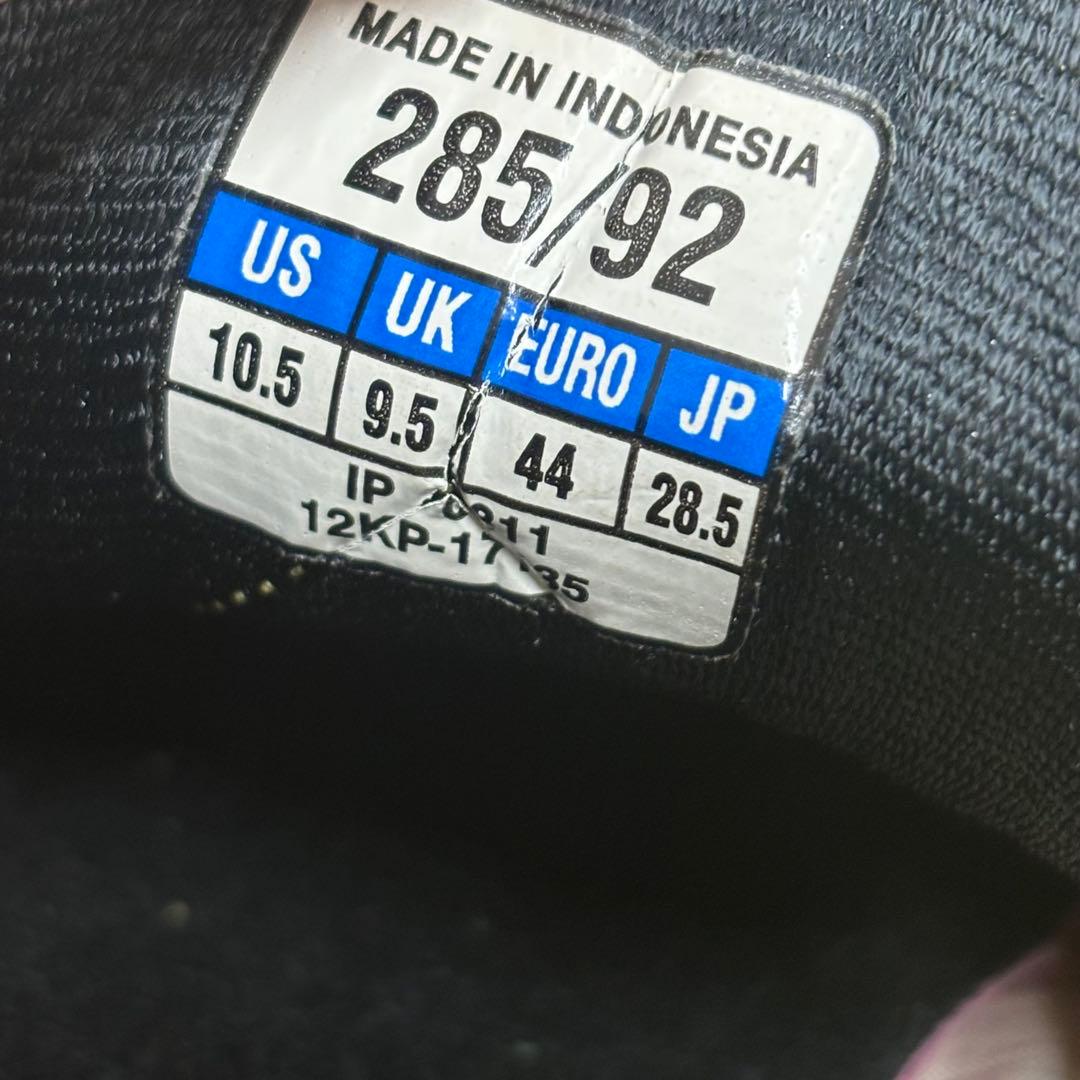 MADE IN INDONESIA
285/92
US UK EURO JP
10.5 9.5 44 28.5
IP